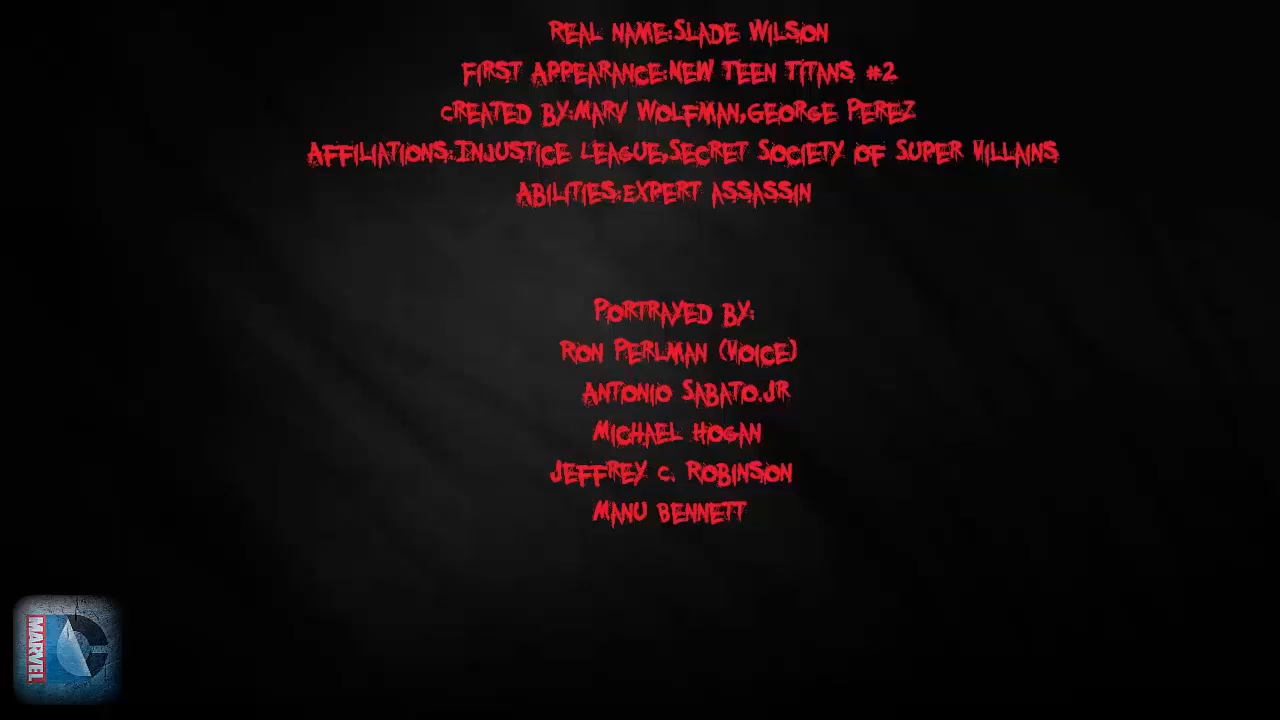 Real name:Slade Wilson
First Appearance:New Teen Titans #2
Created by:Marv Wolfman,George Perez
Affiliations:Injustice League,Secret Society of Super Villains
Abilities:Expert Assassin
Portrayed by:
Ron Perlman (Voice)
Antonio Sabato.Jr
Michael Hogan
Jeffrey C. Robinson
Manu Bennett
MARVEL